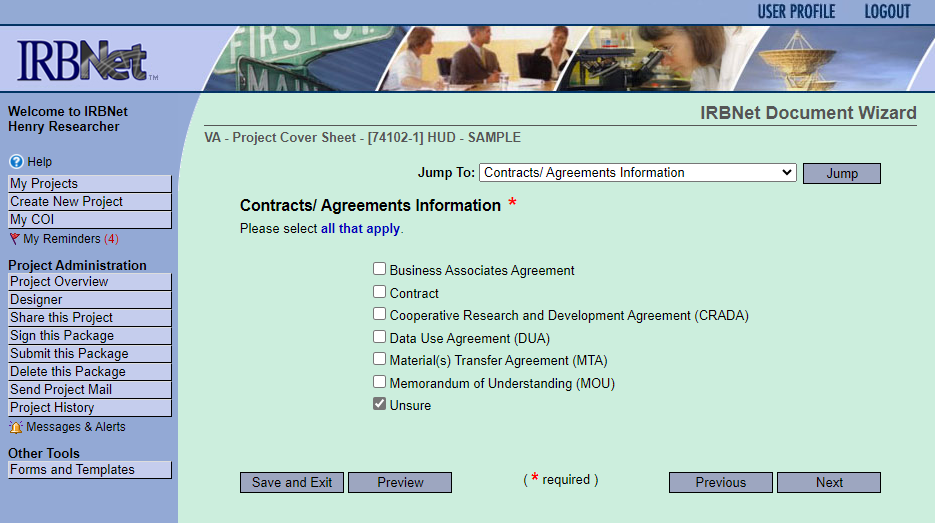 USER PROFILE LOGOUT
FIRST ST.
MAIN
IRBNet™
Welcome to IRBNet
Henry Researcher
IRBNet Document Wizard
VA - Project Cover Sheet - [74102-1] HUD - SAMPLE
? Help
Jump To: Contracts/ Agreements Information Jump
My Projects
Create New Project
My COI
My Reminders (4)
Contracts/ Agreements Information *
Please select all that apply.
Project Administration
Project Overview
Designer
Share this Project
Sign this Package
Submit this Package
Delete this Package
Send Project Mail
Project History
Messages & Alerts
Other Tools
Forms and Templates
Business Associates Agreement
Contract
Cooperative Research and Development Agreement (CRADA)
Data Use Agreement (DUA)
Material(s) Transfer Agreement (MTA)
Memorandum of Understanding (MOU)
Unsure
Save and Exit Preview ( * required ) Previous Next